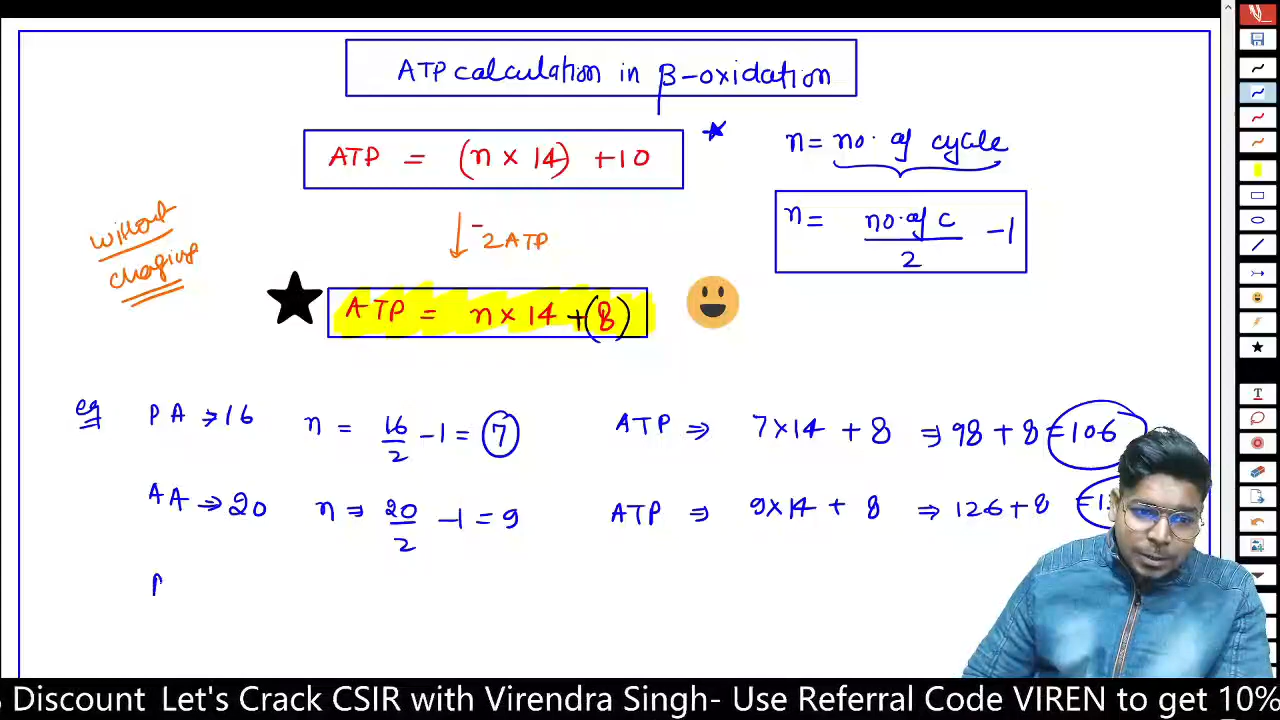 ATP calculation in β-oxidation
ATP = (n × 14) + 10
n = no. of cycle
n = no. of C / 2 - 1
- 2 ATP
without
ATP = n × 14 + (8)
eg PA → 16 n = 16/2 - 1 = 7 ATP ⇒ 7 × 14 + 8 ⇒ 98 + 8 = 106
AA → 20 n ⇒ 20/2 - 1 = 9 ATP ⇒ 9 × 14 + 8 ⇒ 126 + 8 = 1
Discount Let's Crack CSIR with Virendra Singh- Use Referral Code VIREN to get 10%